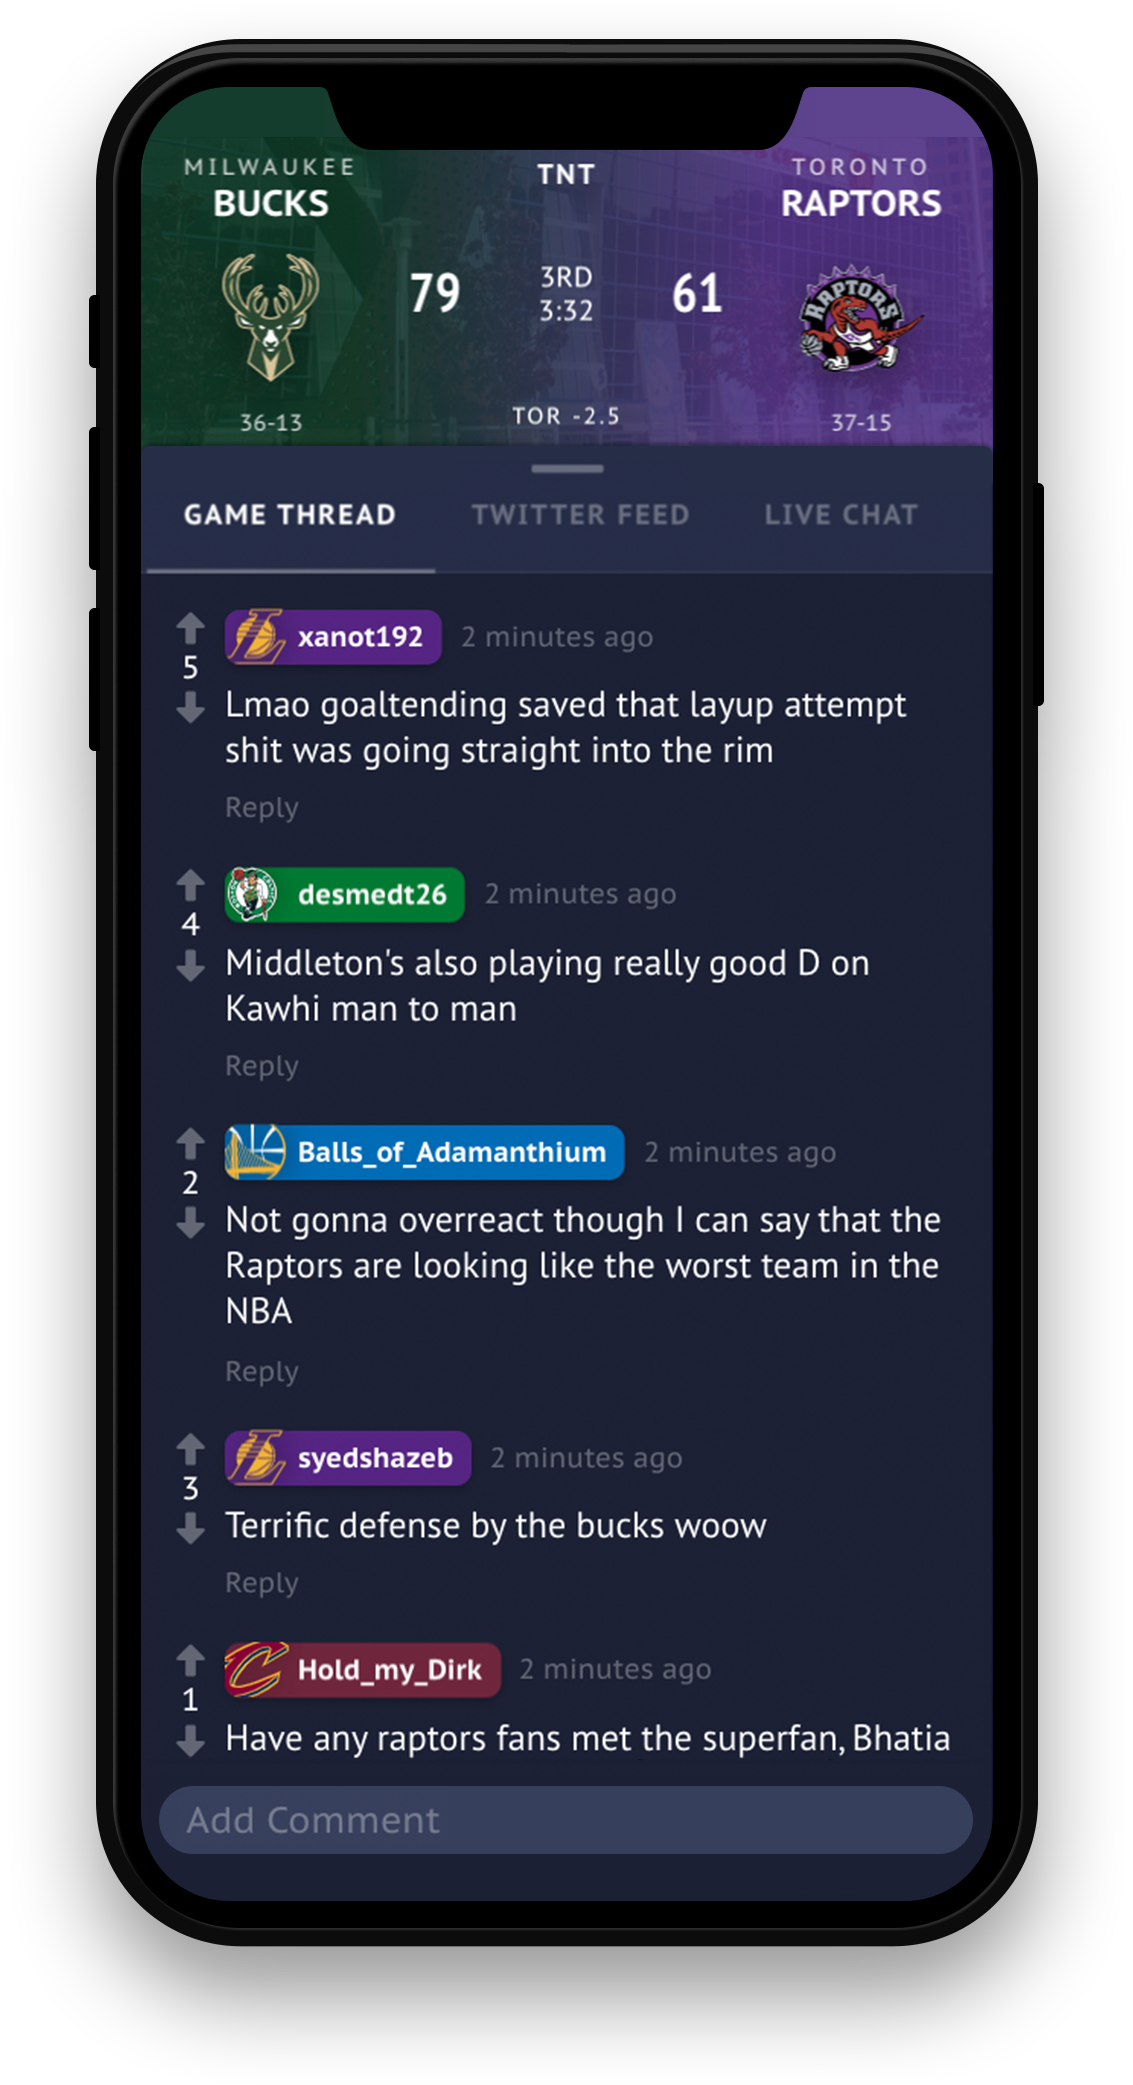 MILWAUKEE
BUCKS
TNT
TORONTO
RAPTORS
79
3RD
3:32
61
RAPTORS
36-13
TOR -2.5
37-15
GAME THREAD
TWITTER FEED
LIVE CHAT
xanot192
2 minutes ago
5
Lmao goaltending saved that layup attempt
shit was going straight into the rim
Reply
desmedt26
2 minutes ago
4
Middleton's also playing really good D on
Kawhi man to man
Reply
Balls_of_Adamanthium
2 minutes ago
2
Not gonna overreact though I can say that the
Raptors are looking like the worst team in the
NBA
Reply
syedshazeb
2 minutes ago
3
Terrific defense by the bucks woow
Reply
Hold_my_Dirk
2 minutes ago
1
Have any raptors fans met the superfan, Bhatia
Add Comment